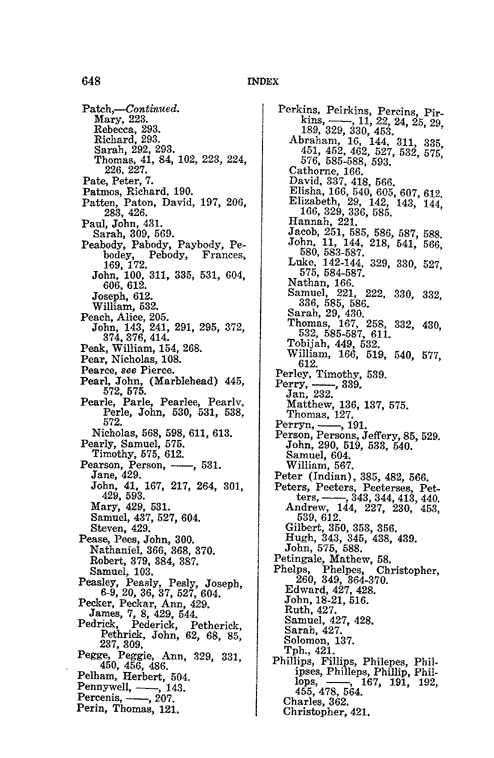 648
INDEX
Patch,—Continued.
Mary, 223.
Rebecca, 293.
Richard, 293.
Sarah, 292, 293.
Thomas, 41, 84, 102, 223, 224,
226, 227.
Pate, Peter, 7.
Patmos, Richard, 190.
Patten, Paton, David, 197, 206,
283, 426.
Paul, John, 431.
Sarah, 309, 569.
Peabody, Pabody, Paybody, Pe-
bodey, Pebody, Frances,
169, 172.
John, 100, 311, 335, 531, 604,
606, 612.
Joseph, 612.
William, 532.
Peach, Alice, 205.
John, 143, 241, 291, 295, 372,
374, 376, 414.
Peak, William, 154, 268.
Pear, Nicholas, 108.
Pearce, see Pierce.
Pearl, John, (Marblehead) 445,
572, 575.
Pearle, Parle, Pearlee, Pearly,
Perle, John, 530, 531, 538,
572.
Nicholas, 568, 598, 611, 613.
Pearly, Samuel, 575.
Timothy, 575, 612.
Pearson, Person, ——, 531.
Jane, 429.
John, 41, 167, 217, 264, 301,
429, 593.
Mary, 429, 531.
Samuel, 437, 527, 604.
Steven, 429.
Pease, Pees, John, 300.
Nathaniel, 366, 368, 370.
Robert, 379, 384, 387.
Samuel, 103.
Peasley, Peasly, Pesly, Joseph,
6-9, 20, 36, 37, 527, 604.
Pecker, Peckar, Ann, 429.
James, 7, 8, 429, 544.
Pedrick, Pederick, Petherick,
Pethrick, John, 62, 68, 85,
237, 309.
Pegge, Peggie, Ann, 329, 331,
450, 456, 486.
Pelham, Herbert, 504.
Pennywell, ——, 143.
Percenis, ——, 207.
Perin, Thomas, 121.
Perkins, Peirkins, Percins, Pir-
kins, ——, 11, 22, 24, 25, 29,
189, 329, 330, 453.
Abraham, 16, 144, 311, 335,
451, 452, 462, 527, 532, 575,
576, 585-588, 593.
Cathorne, 166.
David, 337, 418, 566.
Elisha, 166, 540, 605, 607, 612.
Elizabeth, 29, 142, 143, 144,
166, 329, 336, 585.
Hannah, 221.
Jacob, 251, 585, 586, 587, 588.
John, 11, 144, 218, 541, 566,
580, 583-587.
Luke, 142-144, 329, 330, 527,
575, 584-587.
Nathan, 166.
Samuel, 221, 222, 330, 332,
336, 585, 586.
Sarah, 29, 430.
Thomas, 167, 258, 332, 430,
532, 585-587, 611.
Tobijah, 449, 532.
William, 166, 519, 540, 577,
612.
Perley, Timothy, 539.
Perry, ——, 339.
Jan, 232.
Matthew, 136, 137, 575.
Thomas, 127.
Perryn, ——, 191.
Person, Persons, Jeffery, 85, 529.
John, 290, 519, 533, 540.
Samuel, 604.
William, 567.
Peter (Indian), 385, 482, 566.
Peters, Peeters, Peeterses, Pet-
ters, ——, 343, 344, 413, 440.
Andrew, 144, 227, 230, 453,
539, 612.
Gilbert, 350, 353, 356.
Hugh, 343, 345, 438, 439.
John, 575, 588.
Petingale, Mathew, 58.
Phelps, Phelpes, Christopher,
260, 349, 364-370.
Edward, 427, 428.
John, 18-21, 516.
Ruth, 427.
Samuel, 427, 428.
Sarah, 427.
Solomon, 137.
Tph., 421.
Phillips, Fillips, Philepes, Phil-
ipses, Philleps, Phillip, Phil-
lops, ——, 167, 191, 192,
455, 478, 564.
Charles, 362.
Christopher, 421.